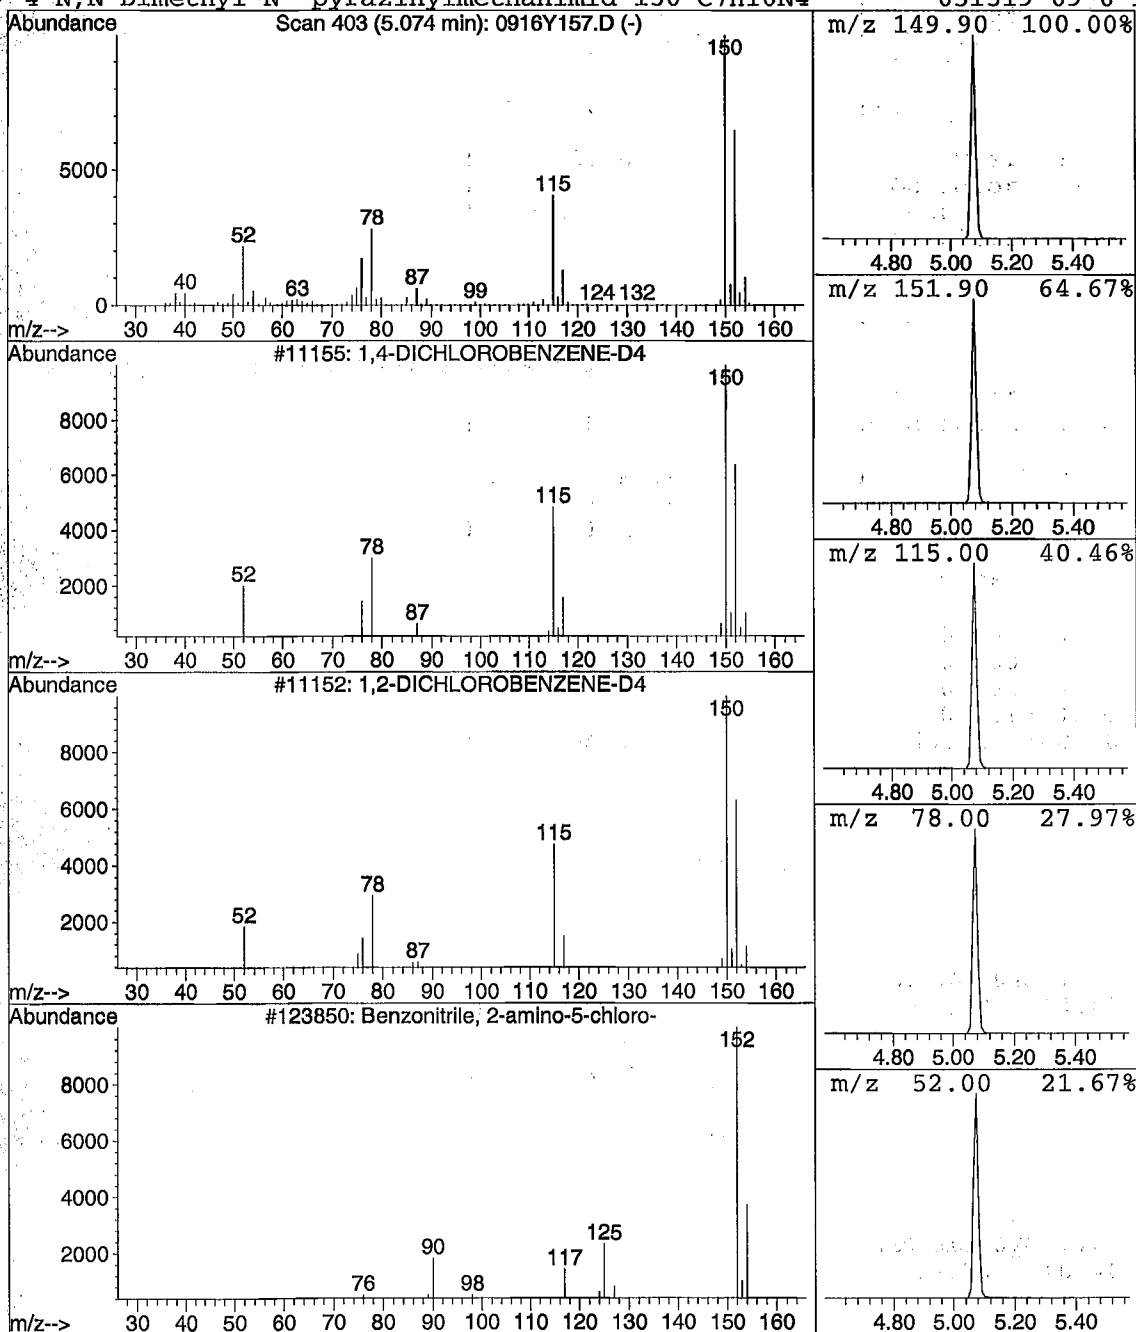 4 N,N-Dimethyl-N'-pyrazinylmethanimid 150 C7H10N4
Abundance Scan 403 (5.074 min): 0916Y157.D (-)
150
5000
115
78
52
40 63 87 99 124 132
0
m/z--> 30 40 50 60 70 80 90 100 110 120 130 140 150 160
Abundance #11155: 1,4-DICHLOROBENZENE-D4
150
8000
6000
115
4000
78
52
2000
87
m/z--> 30 40 50 60 70 80 90 100 110 120 130 140 150 160
Abundance #11152: 1,2-DICHLOROBENZENE-D4
150
8000
6000
115
4000
78
52
2000
87
m/z--> 30 40 50 60 70 80 90 100 110 120 130 140 150 160
Abundance #123850: Benzonitrile, 2-amino-5-chloro-
152
8000
6000
4000
125
90
2000
117
76 98
m/z--> 30 40 50 60 70 80 90 100 110 120 130 140 150 160
m/z 149.90 100.00%
4.80 5.00 5.20 5.40
m/z 151.90 64.67%
4.80 5.00 5.20 5.40
m/z 115.00 40.46%
4.80 5.00 5.20 5.40
m/z 78.00 27.97%
4.80 5.00 5.20 5.40
m/z 52.00 21.67%
4.80 5.00 5.20 5.40